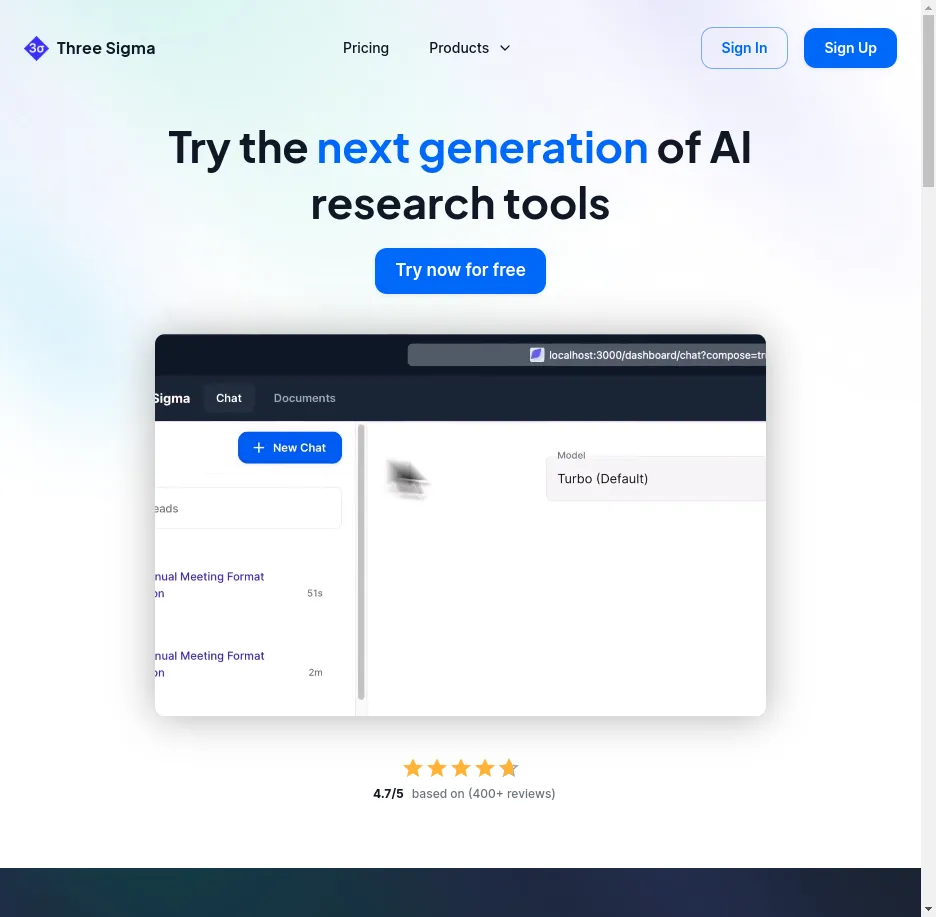 3σ Three Sigma
Pricing
Products
Sign In
Sign Up
Try the next generation of AI
research tools
Try now for free
localhost:3000/dashboard/chat?compose=tr
Sigma
Chat
Documents
+ New Chat
Model
Turbo (Default)
eads
nual Meeting Format
on
51s
nual Meeting Format
on
2m
4.7/5 based on (400+ reviews)